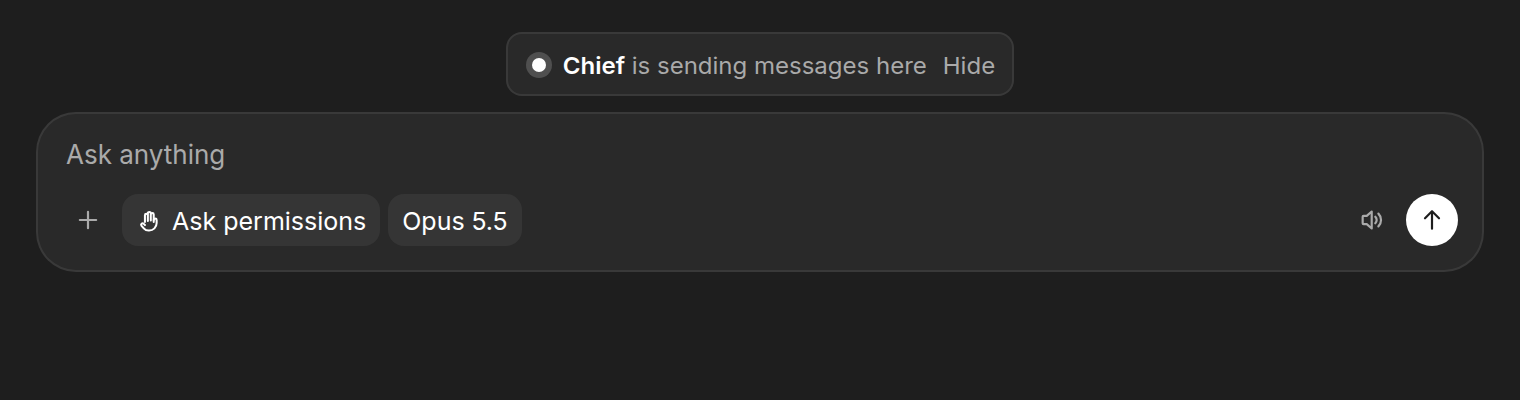 Chief is sending messages here Hide
Ask anything
Ask permissions Opus 5.5